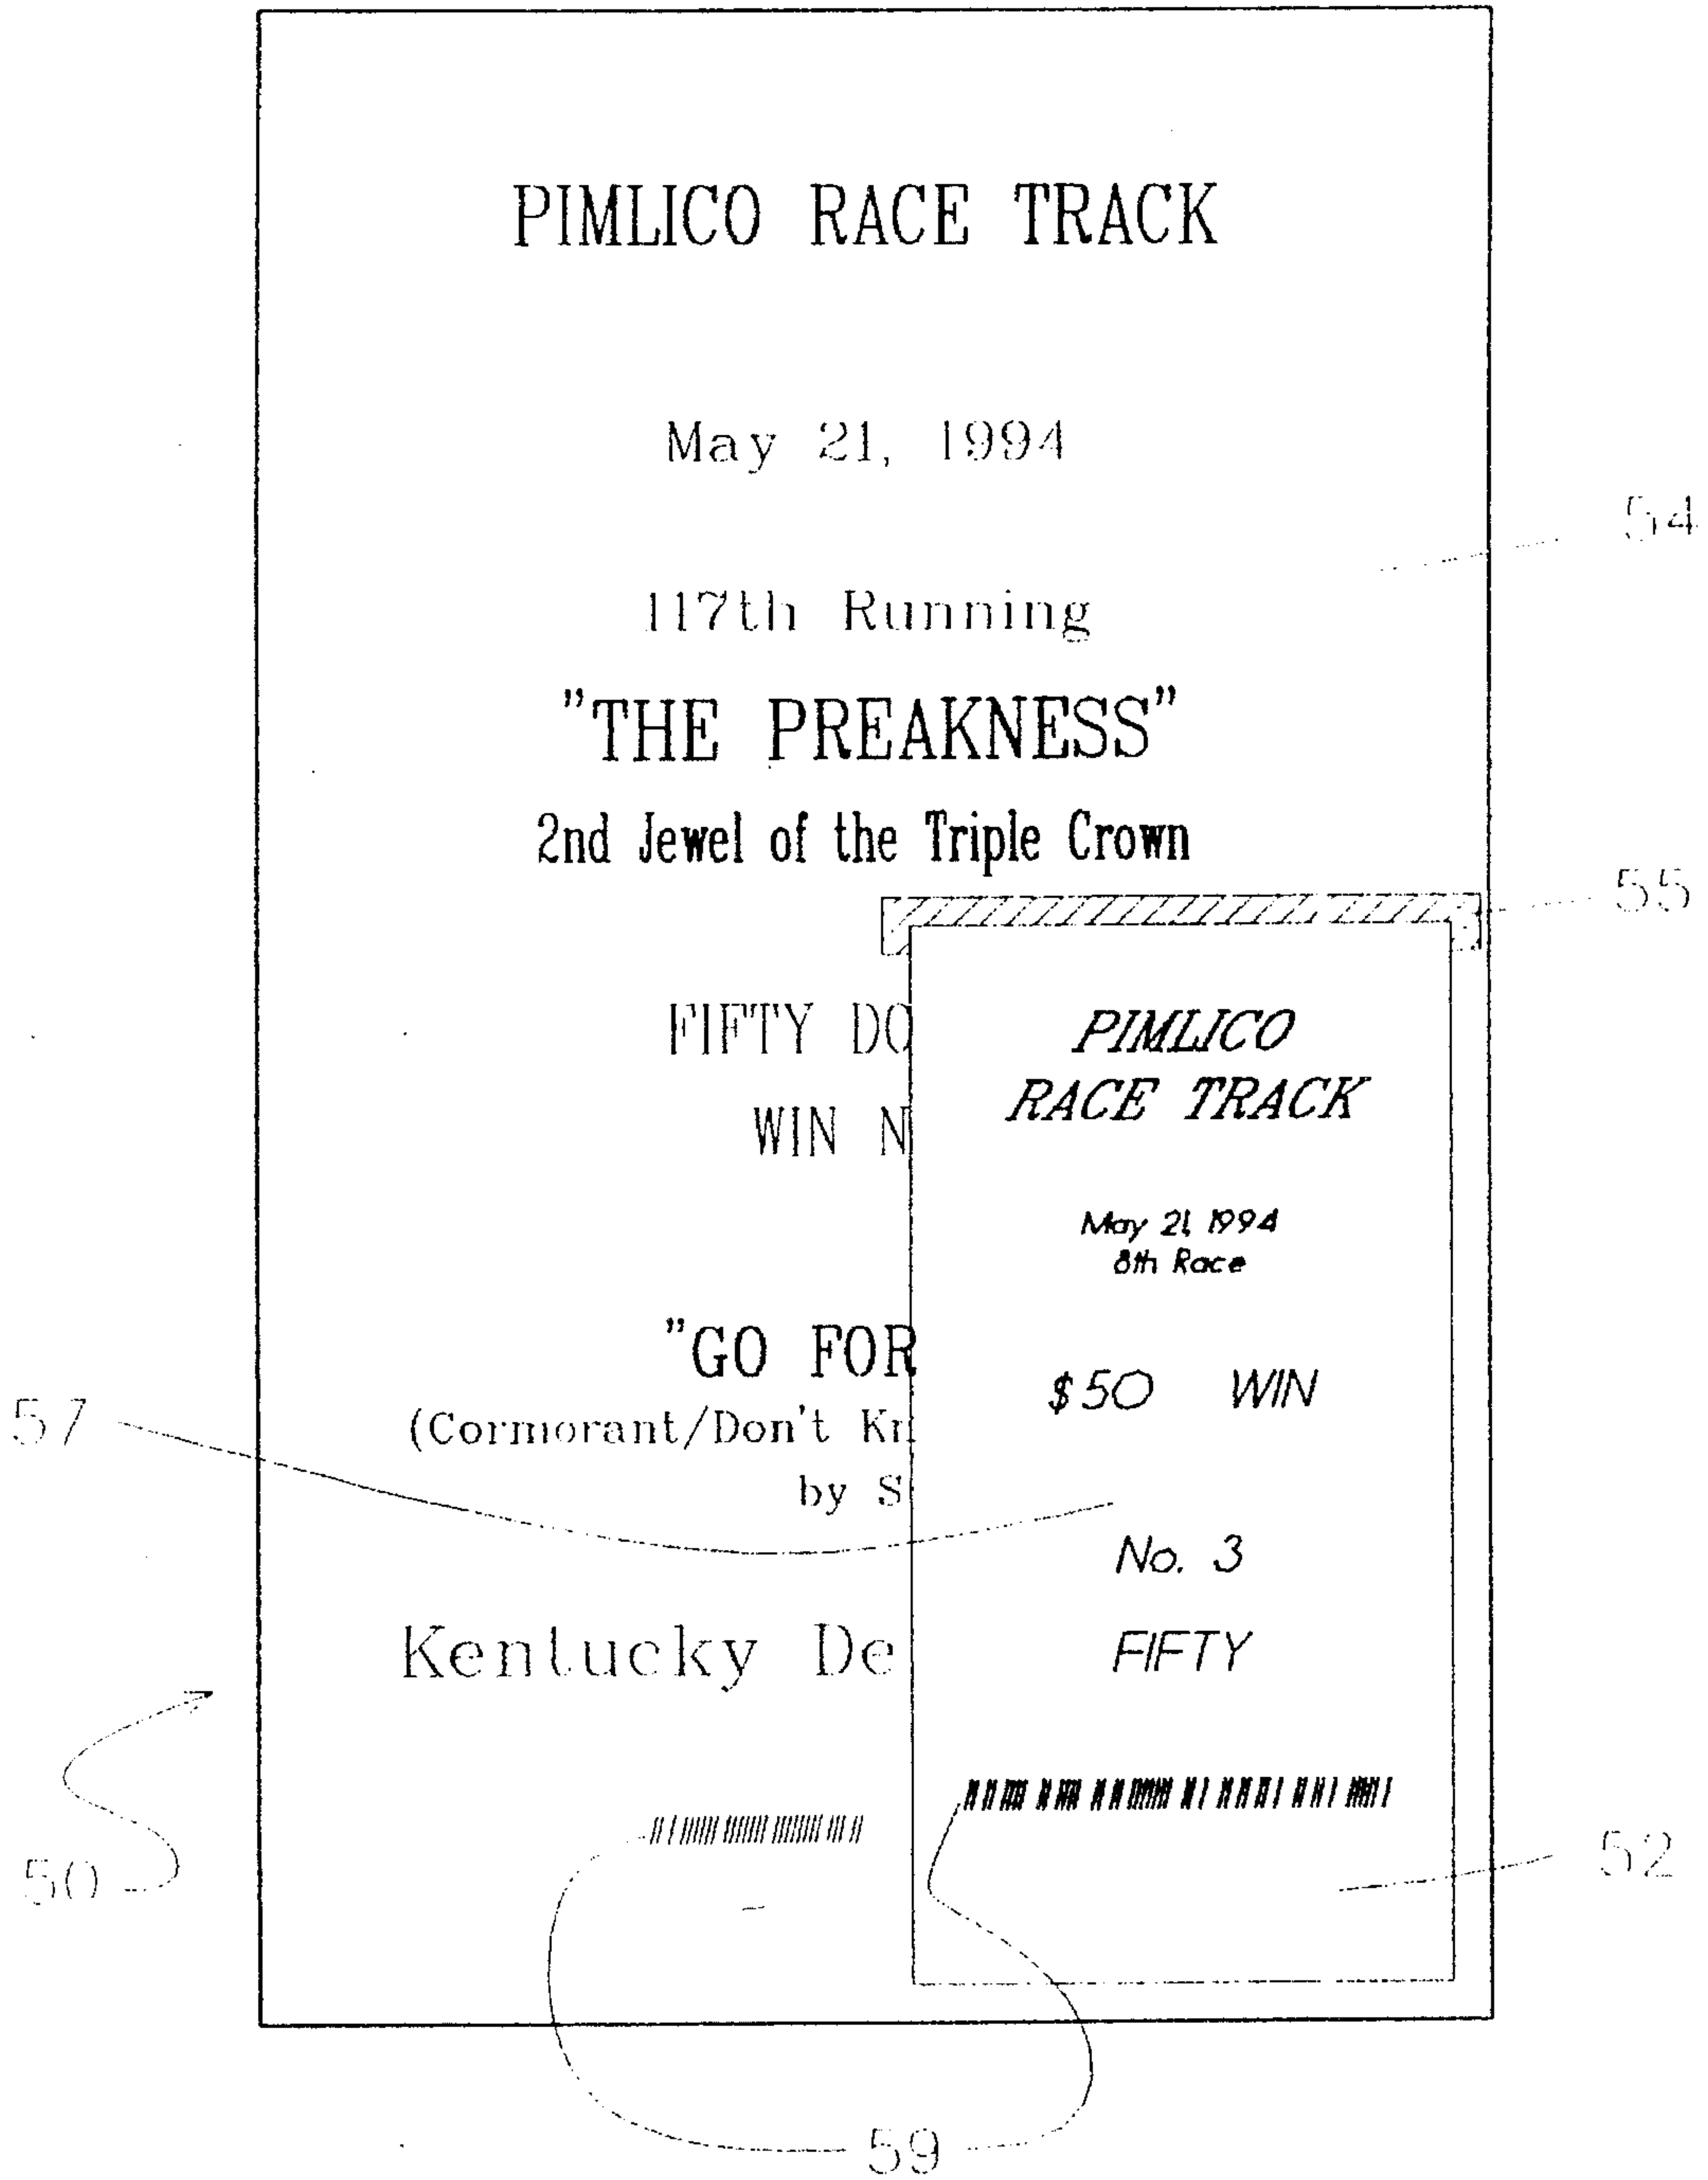 PIMLICO RACE TRACK
May 21, 1994
117th Running
"THE PREAKNESS"
2nd Jewel of the Triple Crown
FIFTY DO
WIN N
"GO FOR
(Cormorant/Don't Kn
by S
Kentucky De
PIMLICO
RACE TRACK
May 21, 1994
8th Race
$50 WIN
No. 3
FIFTY
54
55
57
50
52
59